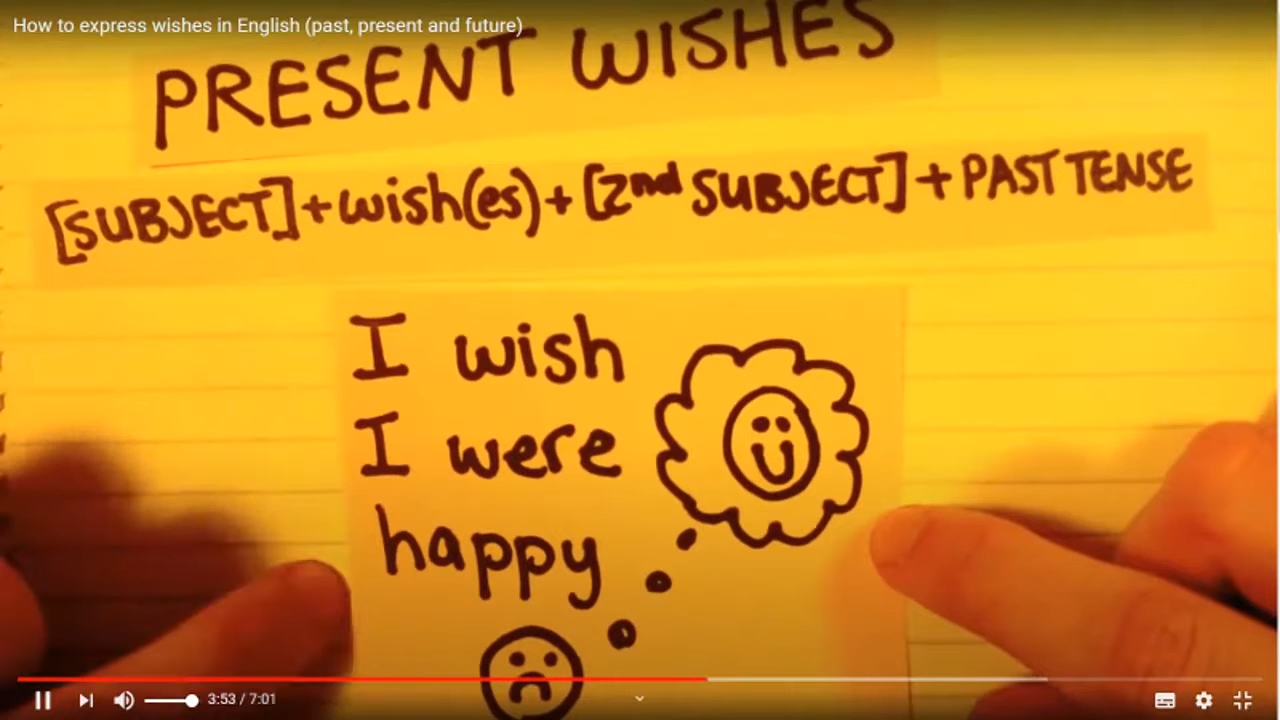 How to express wishes in English (past, present and future)
PRESENT WISHES
[SUBJECT]+wish(es)+[2nd SUBJECT]+PAST TENSE
I wish
I were
happy
3:53 / 7:01